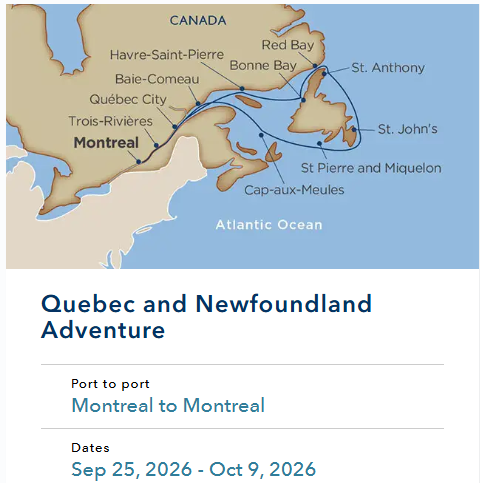 CANADA
Red Bay
Havre-Saint-Pierre
Bonne Bay
St. Anthony
Baie-Comeau
Québec City
Trois-Rivières
St. John's
Montreal
St Pierre and Miquelon
Cap-aux-Meules
Atlantic Ocean
Quebec and Newfoundland
Adventure
Port to port
Montreal to Montreal
Dates
Sep 25, 2026 - Oct 9, 2026